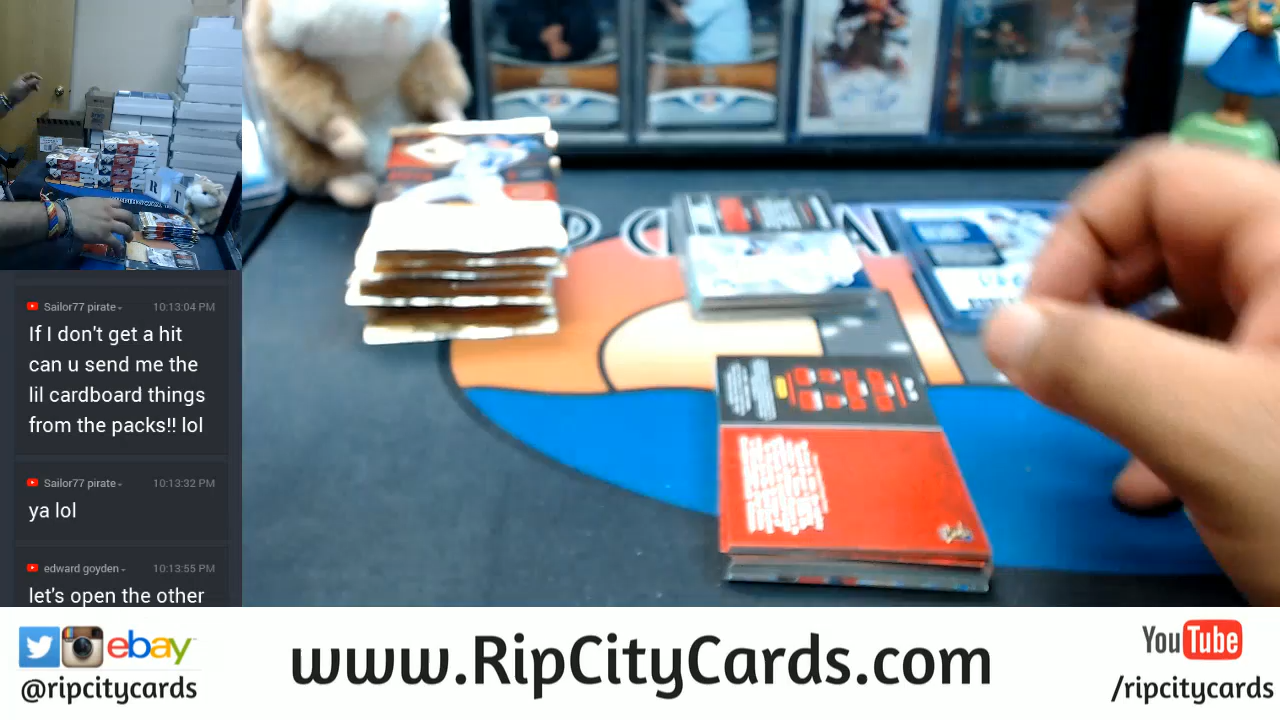 Sailor77 pirate 10:13:04 PM
If I don't get a hit
can u send me the
lil cardboard things
from the packs!! lol
Sailor77 pirate 10:13:32 PM
ya lol
edward goyden 10:13:55 PM
let's open the other
ebay
@ripcitycards
www.RipCityCards.com
YouTube
/ripcitycards